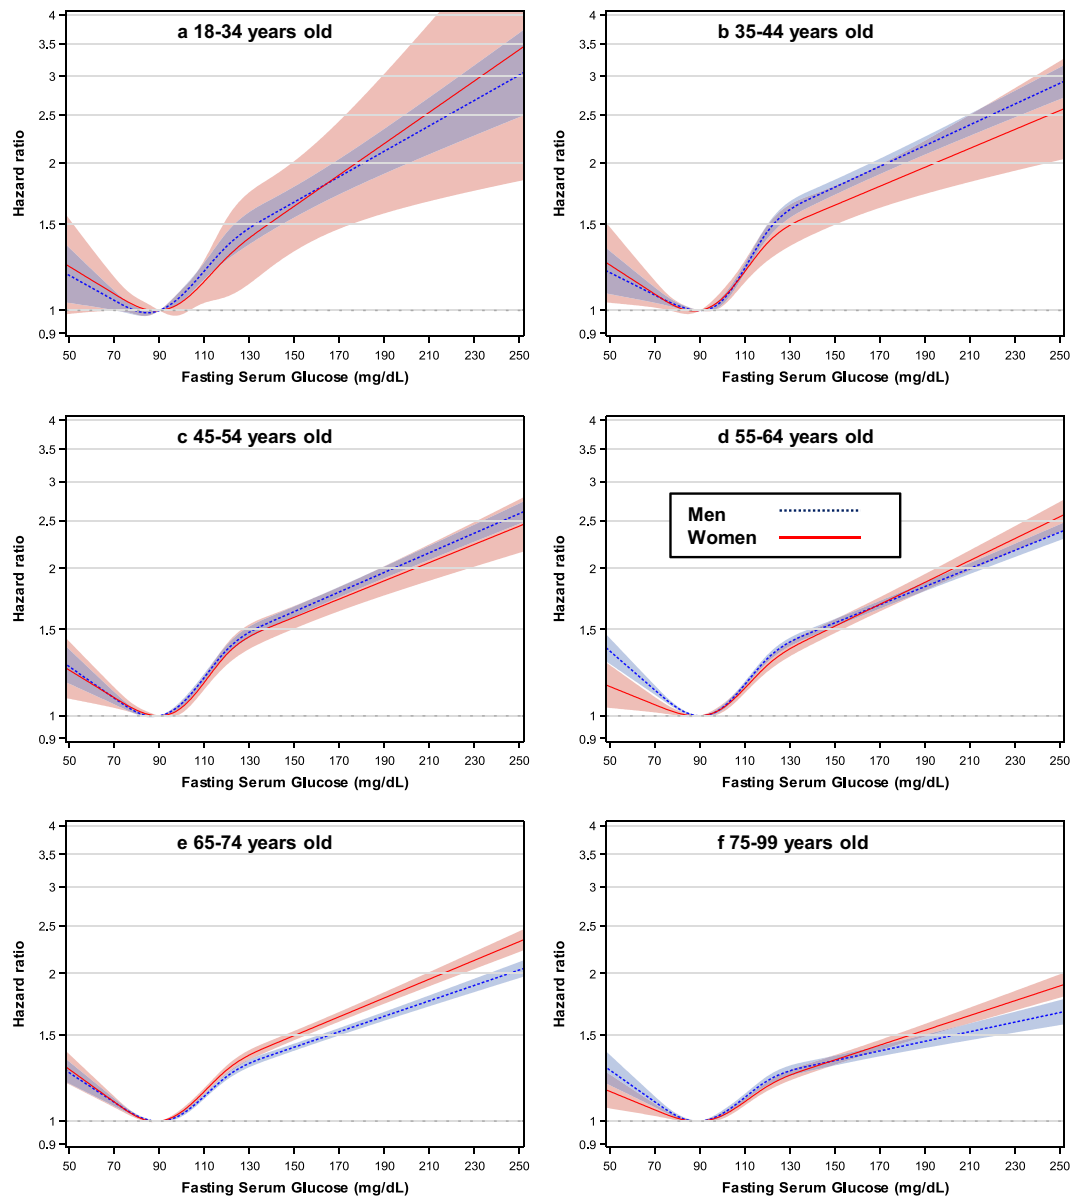 a 18-34 years old
4
3.5
3
2.5
2
1.5
1
0.9
Hazard ratio
50 70 90 110 130 150 170 190 210 230 250
Fasting Serum Glucose (mg/dL)
b 35-44 years old
4
3.5
3
2.5
2
1.5
1
0.9
Hazard ratio
50 70 90 110 130 150 170 190 210 230 250
Fasting Serum Glucose (mg/dL)
c 45-54 years old
4
3.5
3
2.5
2
1.5
1
0.9
Hazard ratio
50 70 90 110 130 150 170 190 210 230 250
Fasting Serum Glucose (mg/dL)
d 55-64 years old
Men
Women
4
3.5
3
2.5
2
1.5
1
0.9
Hazard ratio
50 70 90 110 130 150 170 190 210 230 250
Fasting Serum Glucose (mg/dL)
e 65-74 years old
4
3.5
3
2.5
2
1.5
1
0.9
Hazard ratio
50 70 90 110 130 150 170 190 210 230 250
Fasting Serum Glucose (mg/dL)
f 75-99 years old
4
3.5
3
2.5
2
1.5
1
0.9
Hazard ratio
50 70 90 110 130 150 170 190 210 230 250
Fasting Serum Glucose (mg/dL)